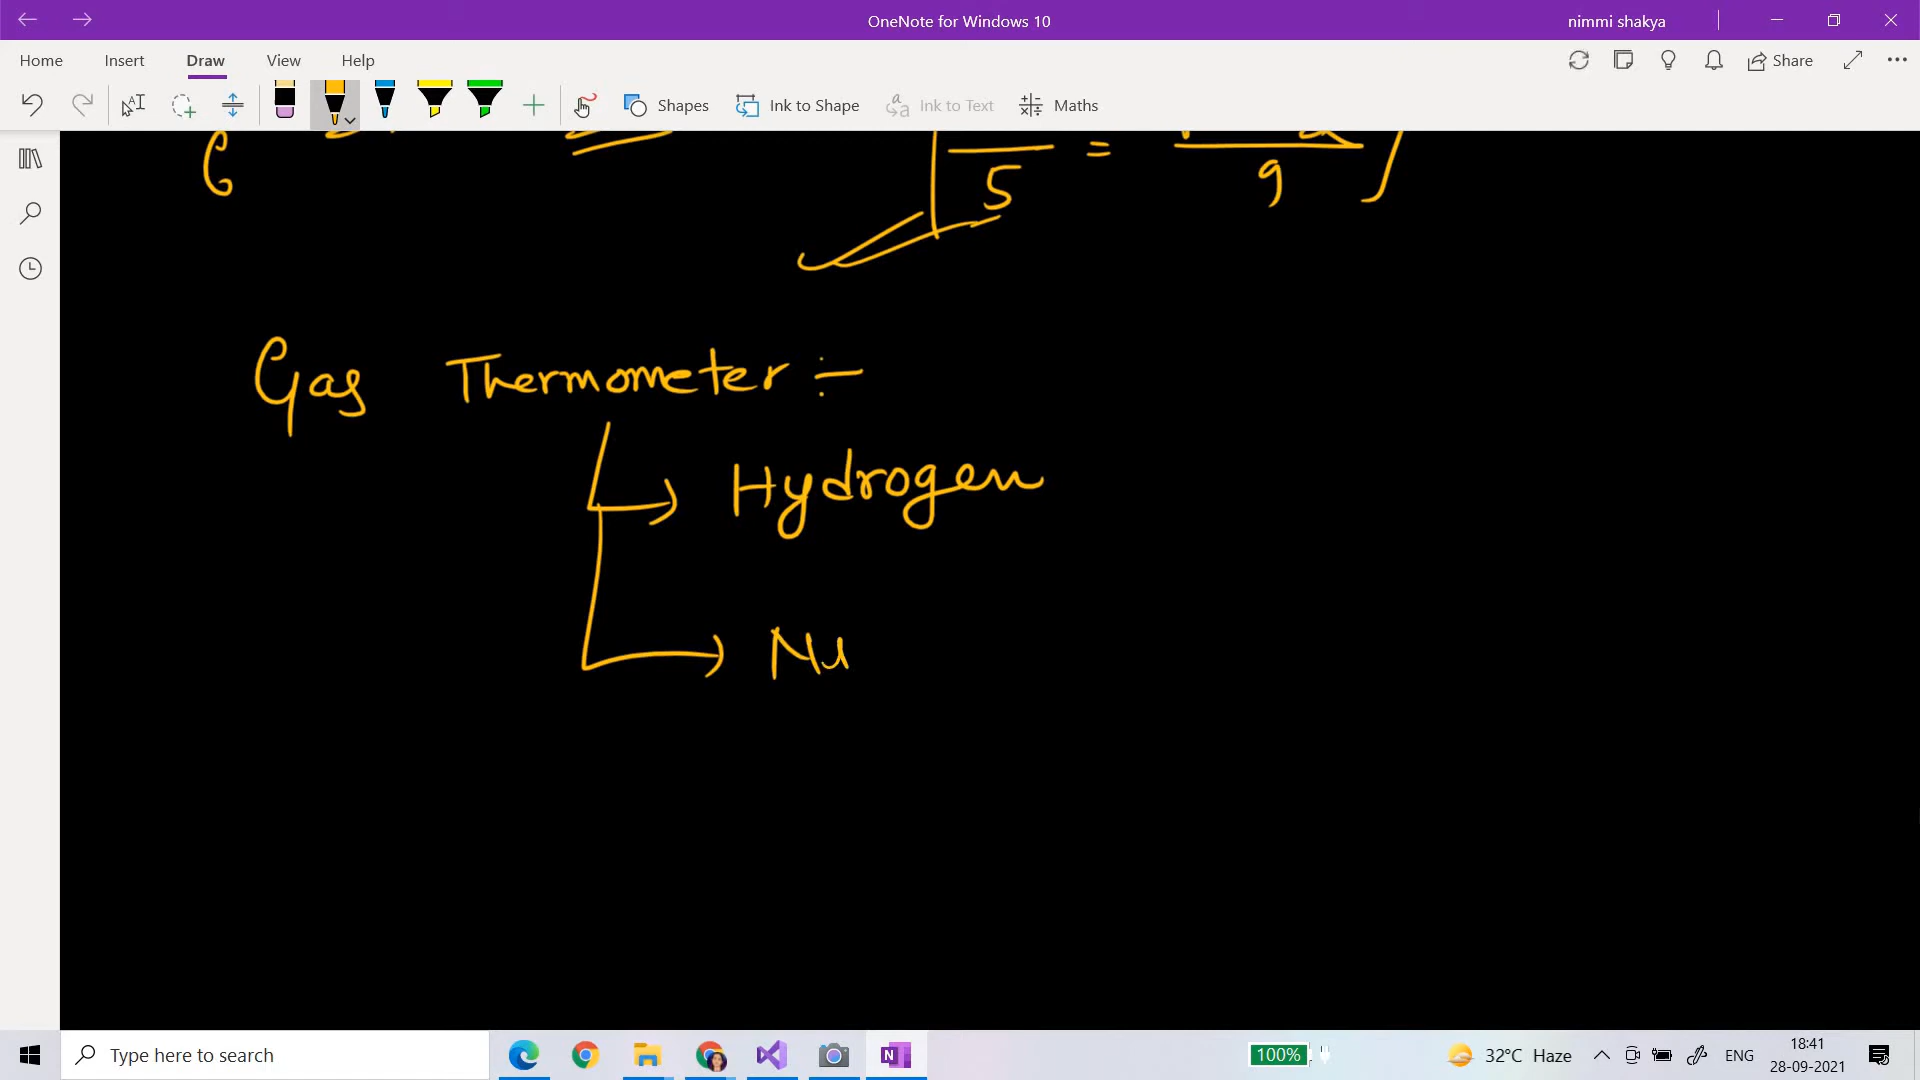 OneNote for Windows 10
nimmi shakya
Home Insert Draw View Help
Share
Shapes
Ink to Shape
Ink to Text
Maths
5 = 9
Gas Thermometer :-
Hydrogen
Type here to search
100%
32°C Haze
ENG
18:41
28-09-2021